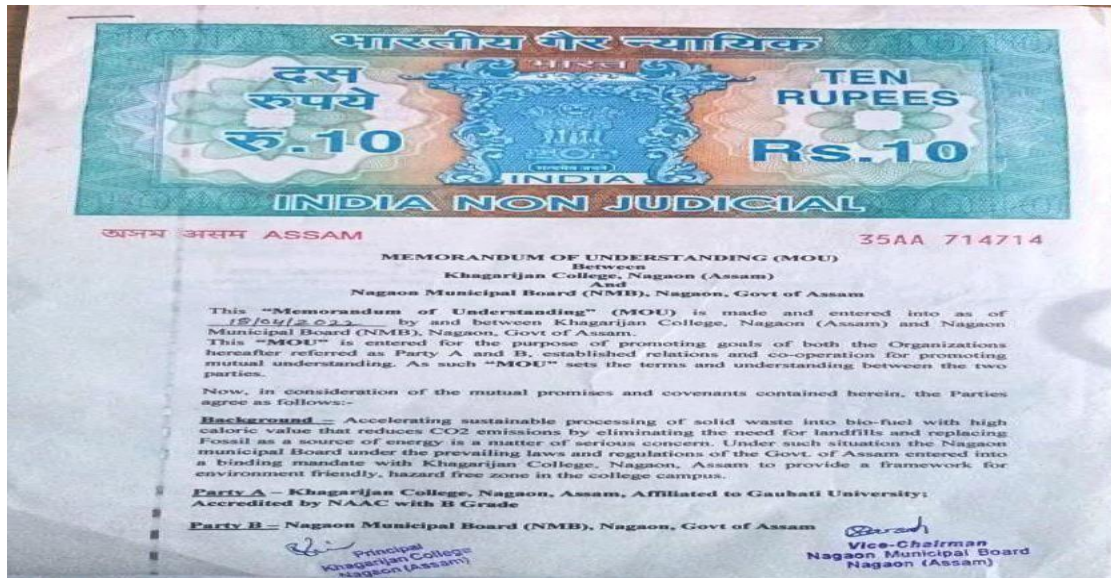 भारतीय गैर न्यायिक
भारत
दस
रुपये
रु.10
TEN
RUPEES
Rs.10
सत्यमेव जयते
INDIA
INDIA NON JUDICIAL
অসম असम ASSAM
35AA 714714
MEMORANDUM OF UNDERSTANDING (MOU)
Between
Khagarijan College, Nagaon (Assam)
And
Nagaon Municipal Board (NMB), Nagaon, Govt of Assam
This “Memorandum of Understanding” (MOU) is made and entered into as of
18/04/2022 by and between Khagarijan College, Nagaon (Assam) and Nagaon
Municipal Board (NMB), Nagaon, Govt of Assam.
This “MOU” is entered for the purpose of promoting goals of both the Organizations
hereafter referred as Party A and B, established relations and co-operation for promoting
mutual understanding. As such “MOU” sets the terms and understanding between the two
parties.
Now, in consideration of the mutual promises and covenants contained herein, the Parties
agree as follows:-
Background – Accelerating sustainable processing of solid waste into bio-fuel with high
caloric value that reduces CO2 emissions by eliminating the need for landfills and replacing
Fossil as a source of energy is a matter of serious concern. Under such situation the Nagaon
municipal Board under the prevailing laws and regulations of the Govt. of Assam entered into
a binding mandate with Khagarijan College, Nagaon, Assam to provide a framework for
environment friendly, hazard free zone in the college campus.
Party A – Khagarijan College, Nagaon, Assam, Affiliated to Gauhati University;
Accredited by NAAC with B Grade
Party B – Nagaon Municipal Board (NMB), Nagaon, Govt of Assam
Principal
Khagarijan College
Nagaon (Assam)
Vice-Chairman
Nagaon Municipal Board
Nagaon (Assam)